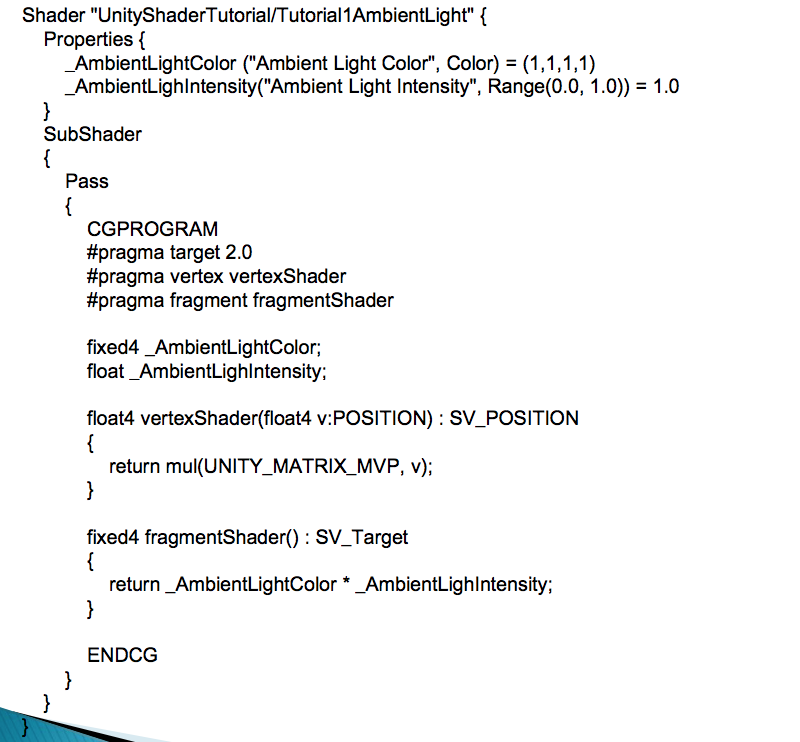 Shader "UnityShaderTutorial/Tutorial1AmbientLight" {
Properties {
_AmbientLightColor ("Ambient Light Color", Color) = (1,1,1,1)
_AmbientLighIntensity("Ambient Light Intensity", Range(0.0, 1.0)) = 1.0
}
SubShader
{
Pass
{
CGPROGRAM
#pragma target 2.0
#pragma vertex vertexShader
#pragma fragment fragmentShader
fixed4 _AmbientLightColor;
float _AmbientLighIntensity;
float4 vertexShader(float4 v:POSITION) : SV_POSITION
{
return mul(UNITY_MATRIX_MVP, v);
}
fixed4 fragmentShader() : SV_Target
{
return _AmbientLightColor * _AmbientLighIntensity;
}
ENDCG
}
}
}